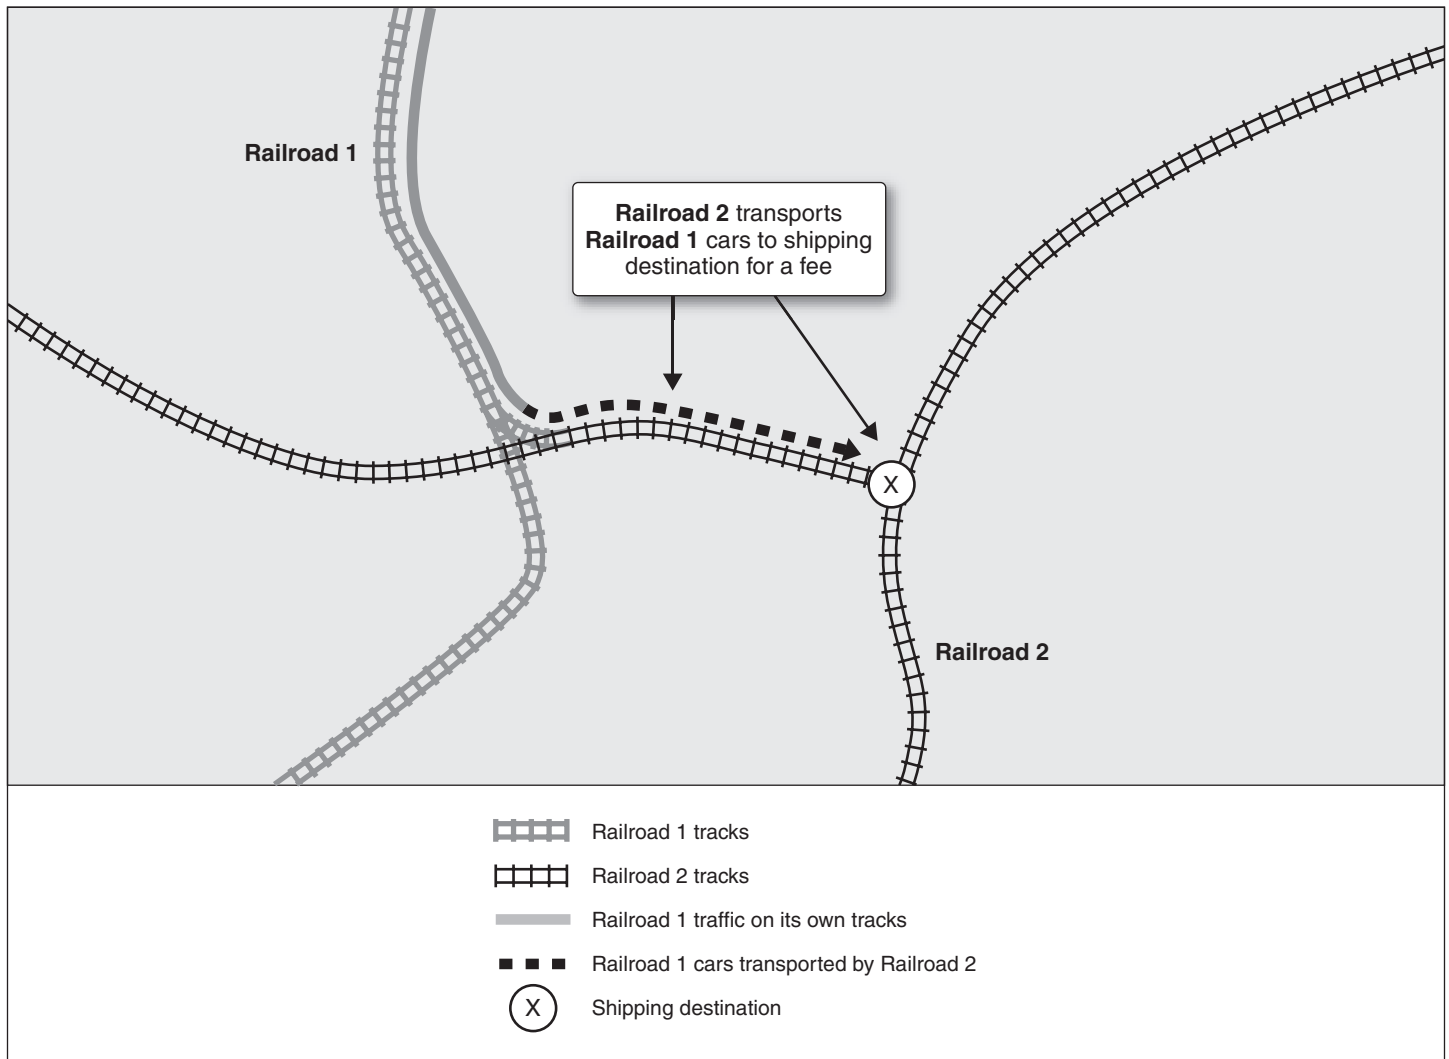 Railroad 1
Railroad 2 transports
Railroad 1 cars to shipping
destination for a fee
X
Railroad 2
Railroad 1 tracks
Railroad 2 tracks
Railroad 1 traffic on its own tracks
Railroad 1 cars transported by Railroad 2
X Shipping destination